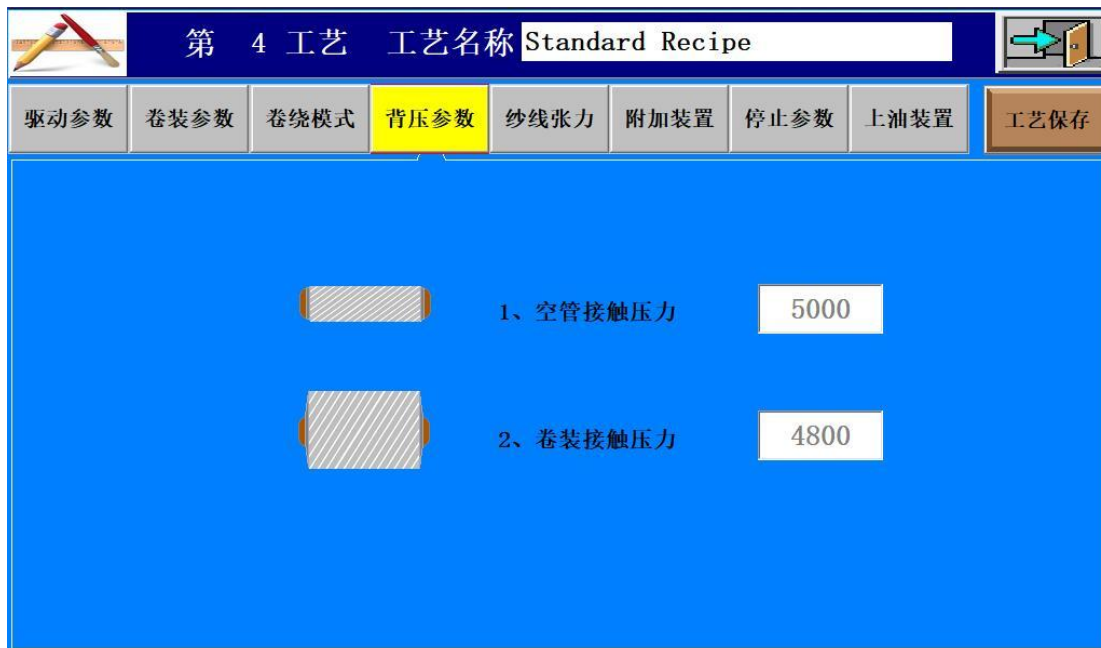 第 4 工艺 工艺名称 Standard Recipe
驱动参数 卷装参数 卷绕模式 背压参数 纱线张力 附加装置 停止参数 上油装置 工艺保存
1、空管接触压力 5000
2、卷装接触压力 4800